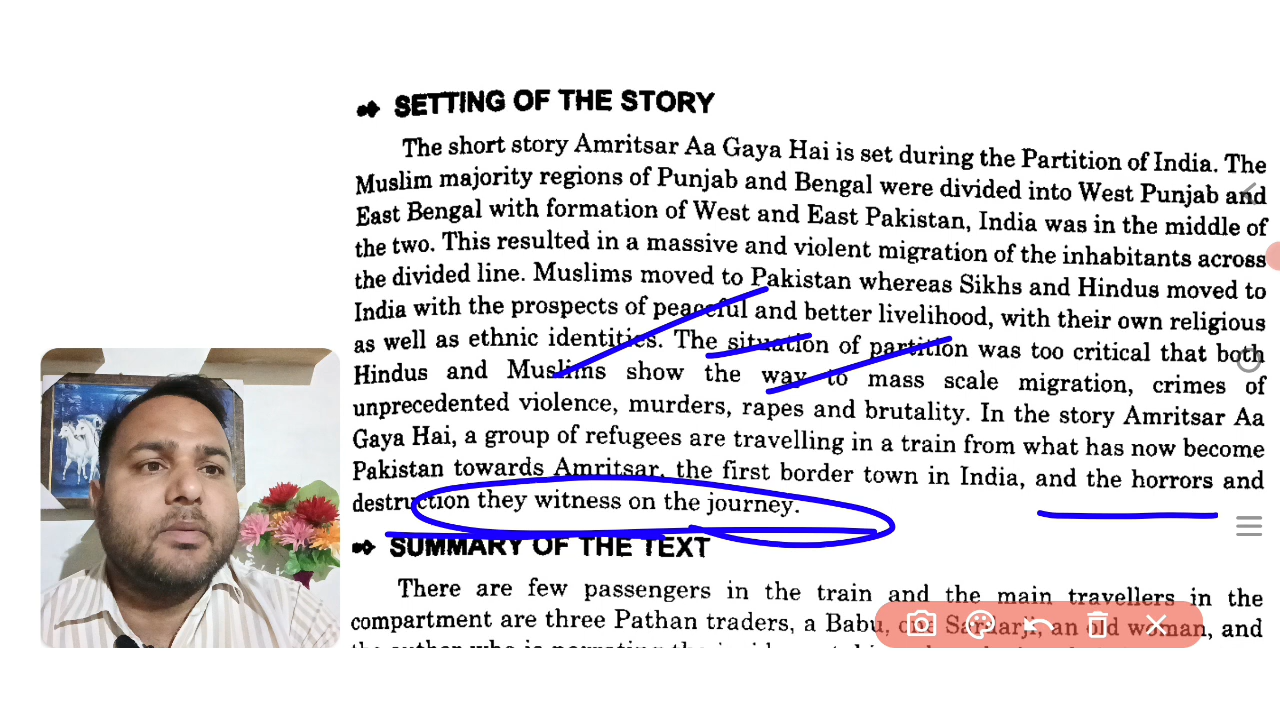 SETTING OF THE STORY
The short story Amritsar Aa Gaya Hai is set during the Partition of India. The
Muslim majority regions of Punjab and Bengal were divided into West Punjab and
East Bengal with formation of West and East Pakistan, India was in the middle of
the two. This resulted in a massive and violent migration of the inhabitants across
the divided line. Muslims moved to Pakistan whereas Sikhs and Hindus moved to
India with the prospects of peaceful and better livelihood, with their own religious
as well as ethnic identities. The situation of partition was too critical that both
Hindus and Muslims show the way to mass scale migration, crimes of
unprecedented violence, murders, rapes and brutality. In the story Amritsar Aa
Gaya Hai, a group of refugees are travelling in a train from what has now become
Pakistan towards Amritsar, the first border town in India, and the horrors and
destruction they witness on the journey.
SUMMARY OF THE TEXT
There are few passengers in the train and the main travellers in the
compartment are three Pathan traders, a Babu, one Sardarji, an old woman, and